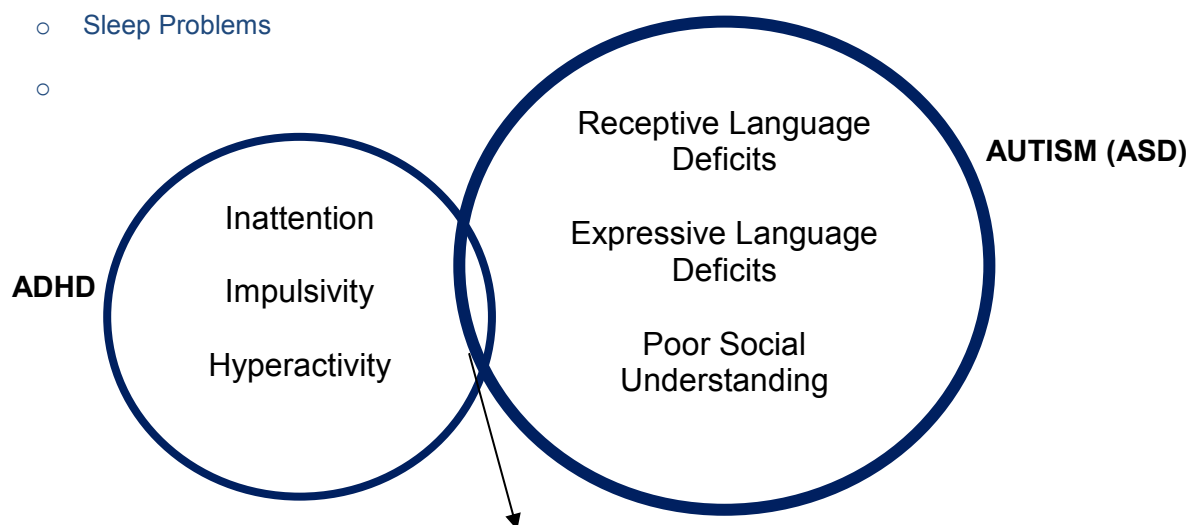 Sleep Problems
ADHD
Inattention
Impulsivity
Hyperactivity
Receptive Language
Deficits
Expressive Language
Deficits
Poor Social
Understanding
AUTISM (ASD)